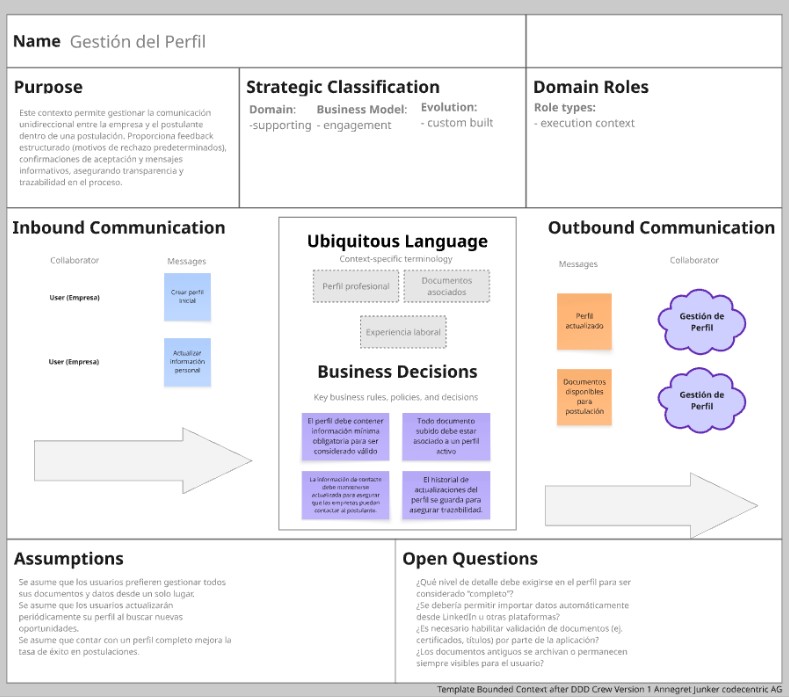 Name Gestión del Perfil
Purpose
Este contexto permite gestionar la comunicación
unidireccional entre la empresa y el postulante
dentro de una postulación. Proporciona feedback
estructurado (motivos de rechazo predeterminados),
confirmaciones de aceptación y mensajes
informativos, asegurando transparencia y
trazabilidad en el proceso.
Strategic Classification
Domain:
-supporting
Business Model:
- engagement
Evolution:
- custom built
Domain Roles
Role types:
- execution context
Inbound Communication
Collaborator
Messages
User (Empresa)
Crear perfil
inicial
User (Empresa)
Actualizar
información
personal
Ubiquitous Language
Context-specific terminology
Perfil profesional
Documentos
asociados
Experiencia laboral
Business Decisions
Key business rules, policies, and decisions
El perfil debe contener
información mínima
obligatoria para ser
considerado válido
Todo documento
subido debe estar
asociado a un perfil
activo
La información de contacto
debe mantenerse
actualizada para asegurar
que las empresas puedan
contactar al postulante.
El historial de
actualizaciones del
perfil se guarda para
asegurar trazabilidad.
Outbound Communication
Messages
Collaborator
Perfil
actualizado
Gestión de
Perfil
Documentos
disponibles
para
postulación
Gestión de
Perfil
Assumptions
Se asume que los usuarios prefieren gestionar todos
sus documentos y datos desde un solo lugar.
Se asume que los usuarios actualizarán
periódicamente su perfil al buscar nuevas
oportunidades.
Se asume que contar con un perfil completo mejora la
tasa de éxito en postulaciones.
Open Questions
¿Qué nivel de detalle debe exigirse en el perfil para ser
considerado "completo"?
¿Se debería permitir importar datos automáticamente
desde LinkedIn u otras plataformas?
¿Es necesario habilitar validación de documentos (ej.
certificados, títulos) por parte de la aplicación?
¿Los documentos antiguos se archivan o permanecen
siempre visibles para el usuario?
Template Bounded Context after DDD Crew Version 1 Annegret Junker codecentric AG